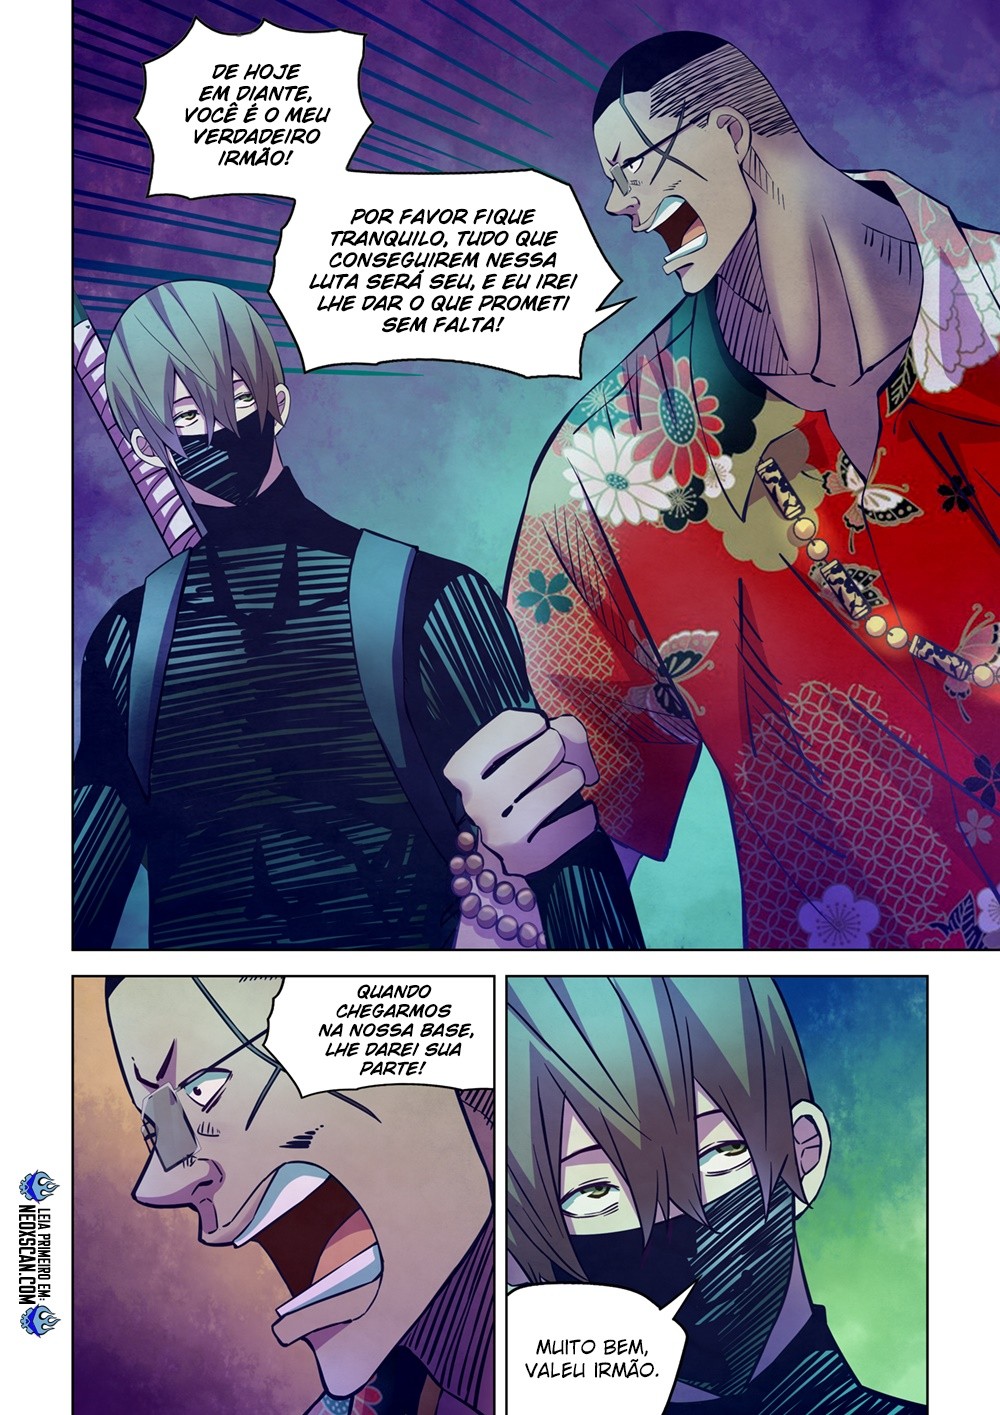 DE HOJE
EM DIANTE,
VOCÊ É O MEU
VERDADEIRO
IRMÃO!
POR FAVOR FIQUE
TRANQUILO, TUDO QUE
CONSEGUIREM NESSA
LUTA SERÁ SEU, E EU IREI
LHE DAR O QUE PROMETI
SEM FALTA!
QUANDO
CHEGARMOS
NA NOSSA BASE,
LHE DAREI SUA
PARTE!
MUITO BEM,
VALEU IRMÃO.
LEIA PRIMEIRO EM:
NEOXSCAN.COM